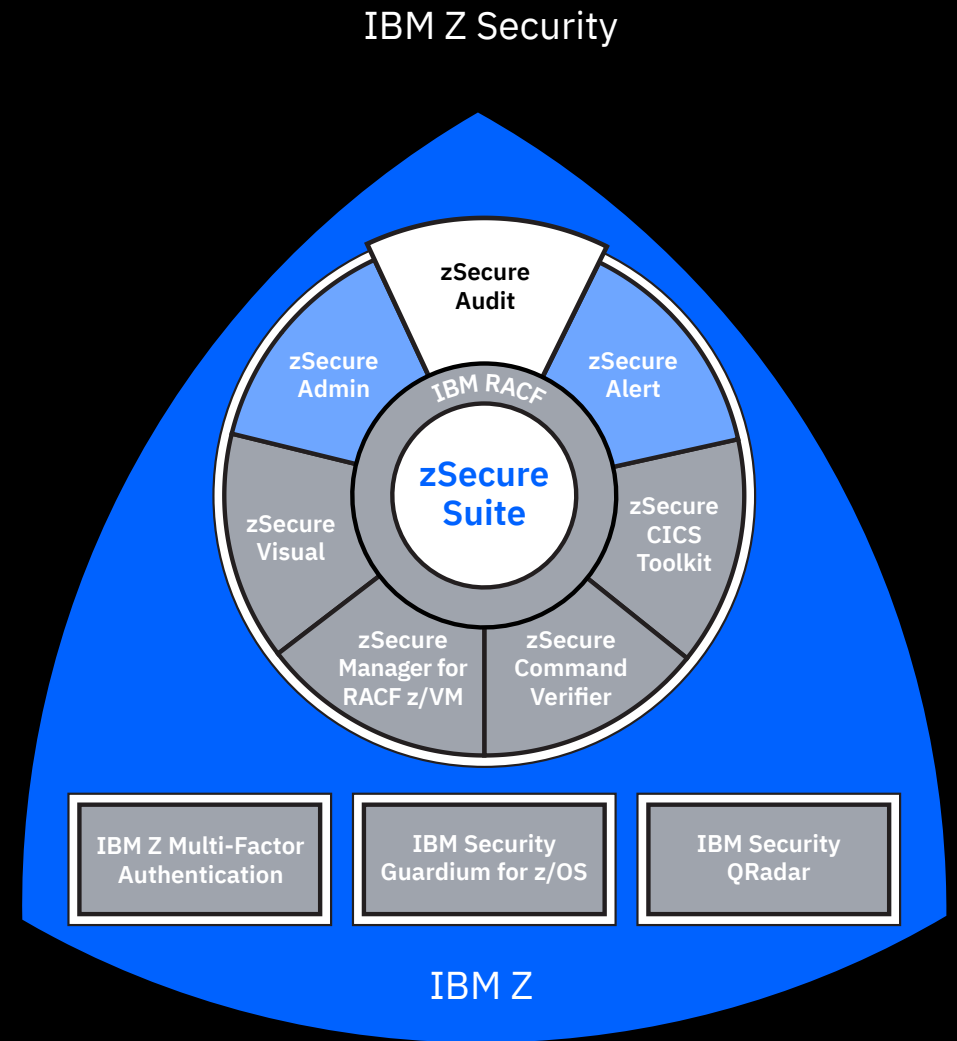 IBM Z Security
zSecure
Audit
zSecure
Admin
zSecure
Alert
IBM RACF
zSecure
Suite
zSecure
Visual
zSecure
CICS
Toolkit
zSecure
Manager for
RACF z/VM
zSecure
Command
Verifier
IBM Z Multi-Factor
Authentication
IBM Security
Guardium for z/OS
IBM Security
QRadar
IBM Z